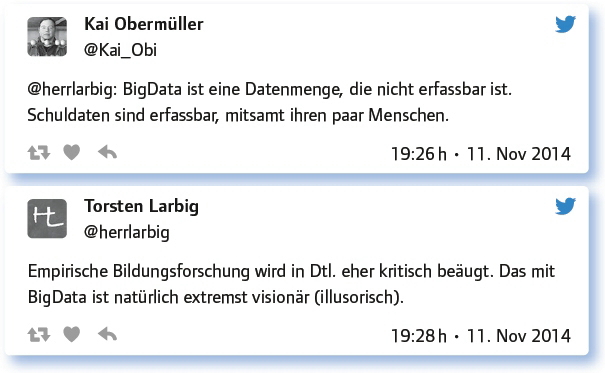 Kai Obermüller
@Kai_Obi
@herrlarbig: BigData ist eine Datenmenge, die nicht erfassbar ist.
Schuldaten sind erfassbar, mitsamt ihren paar Menschen.
19:26 h · 11. Nov 2014
HL
Torsten Larbig
@herrlarbig
Empirische Bildungsforschung wird in Dtl. eher kritisch beäugt. Das mit
BigData ist natürlich extremst visionär (illusorisch).
19:28 h · 11. Nov 2014